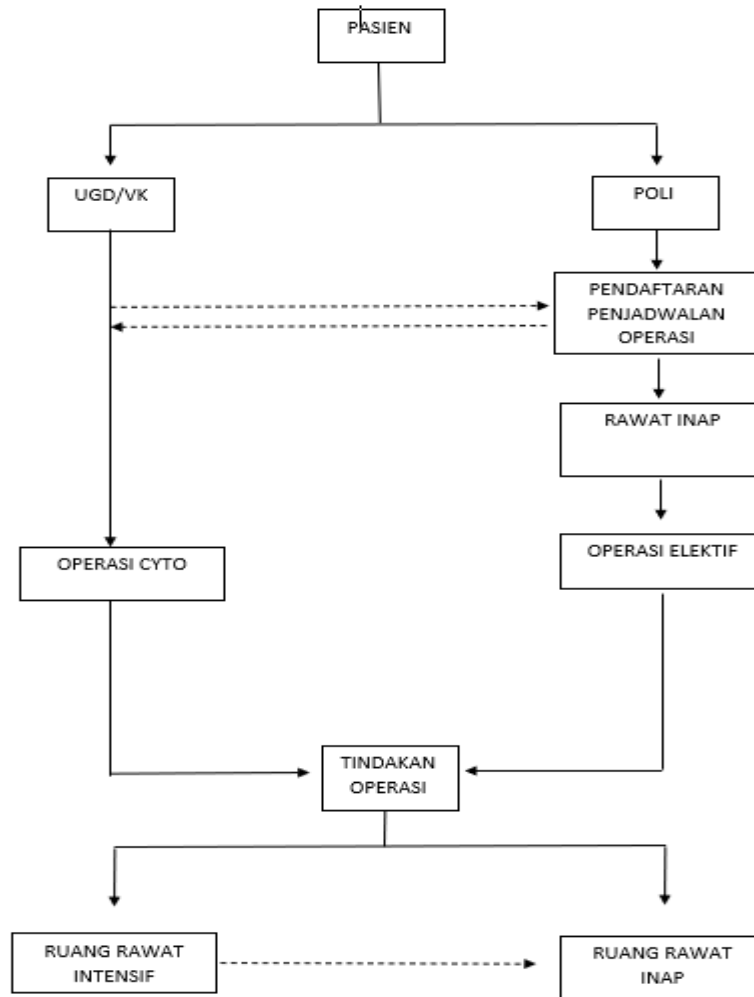 PASIEN
UGD/VK
POLI
PENDAFTARAN
PENJADWALAN
OPERASI
RAWAT INAP
OPERASI CYTO
OPERASI ELEKTIF
TINDAKAN
OPERASI
RUANG RAWAT
INTENSIF
RUANG RAWAT
INAP